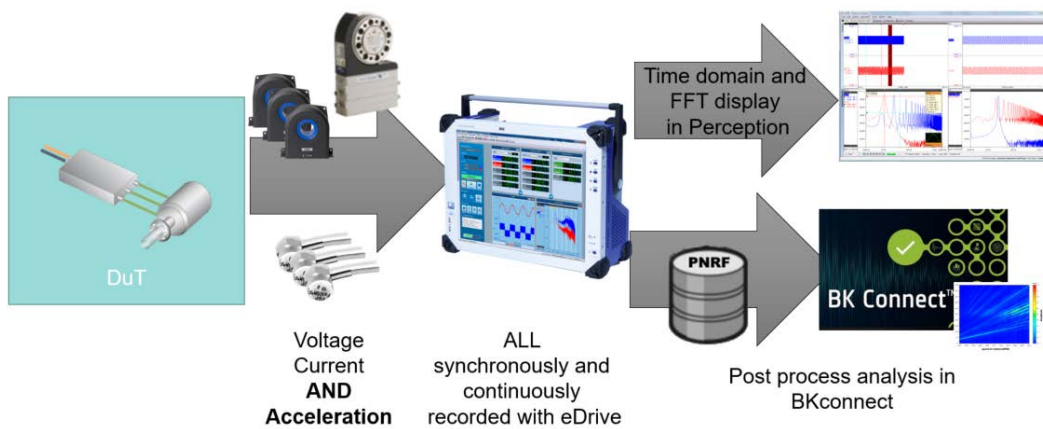 DuT
Voltage
Current
AND
Acceleration
ALL
synchronously and
continuously
recorded with eDrive
Time domain and
FFT display
in Perception
PNRF
BK Connect™
Post process analysis in
BKconnect